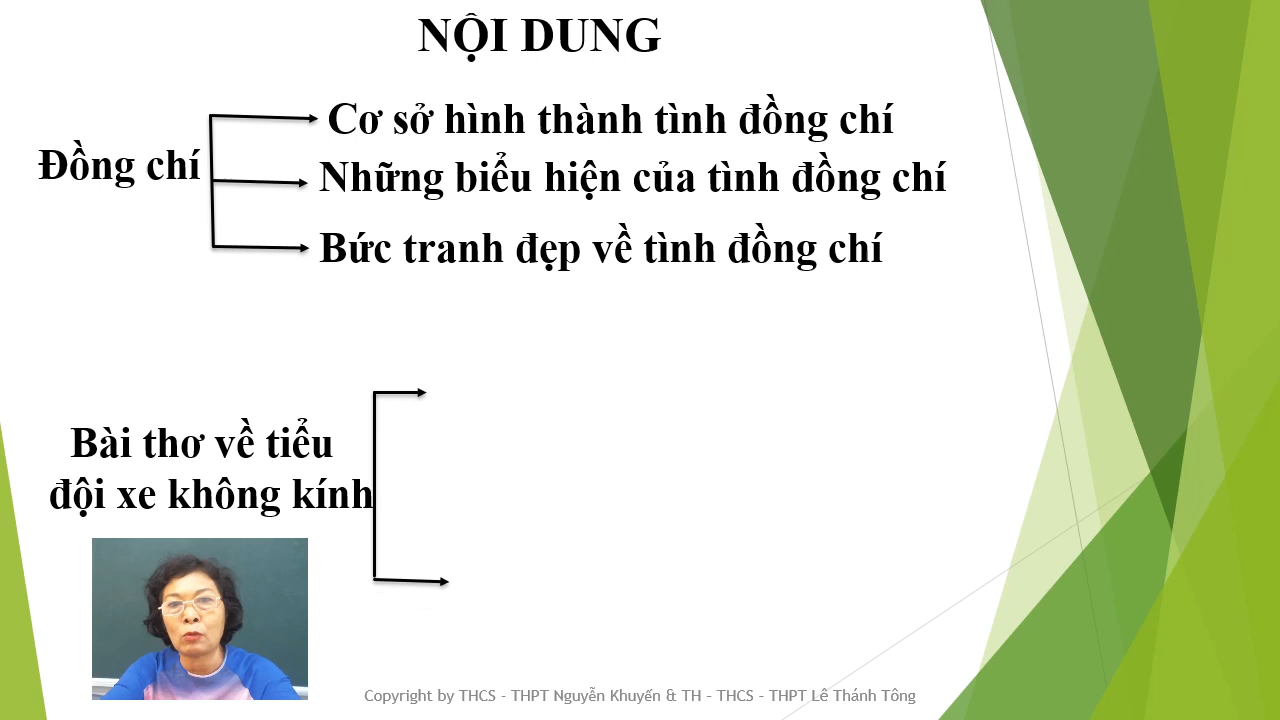 NỘI DUNG
Đồng chí
Cơ sở hình thành tình đồng chí
Những biểu hiện của tình đồng chí
Bức tranh đẹp về tình đồng chí
Bài thơ về tiểu
đội xe không kính
Copyright by THCS - THPT Nguyễn Khuyến & TH - THCS - THPT Lê Thánh Tông